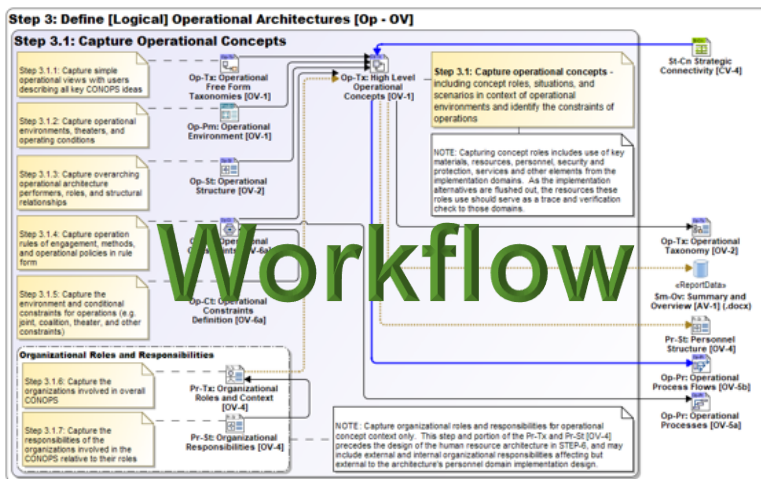 Step 3: Define [Logical] Operational Architectures [Op - OV]
Step 3.1: Capture Operational Concepts
Step 3.1.1: Capture simple
operational views with users
describing all key CONOPS ideas
Op-Tx: Operational
Free Form
Taxonomies [OV-1]
Op-Tx: High Level
Operational
Concepts [OV-1]
Step 3.1: Capture operational concepts -
including concept roles, situations, and
scenarios in context of operational
environments and identify the constraints of
operations
St-Cn Strategic
Connectivity [CV-4]
Step 3.1.2: Capture operational
environments, theaters, and
operating conditions
Op-Pm: Operational
Environment [OV-1]
NOTE: Capturing concept roles includes use of key
materials, resources, personnel, security and
protection, services and other elements from the
implementation domains. As the implementation
alternatives are flushed out, the resources these
roles use should serve as a trace and verification
check to those domains.
Step 3.1.3: Capture overarching
operational architecture
performers, roles, and structural
relationships
Op-St: Operational
Structure [OV-2]
Step 3.1.4: Capture operation
rules of engagement, methods,
and operational policies in rule
form
Workflow
Op-Tx: Operational
Taxonomy [OV-2]
Step 3.1.5: Capture the
environment and conditional
constraints for operations (e.g.
joint, coalition, theater, and other
constraints)
Op-Ct: Operational
Constraints
Definition [OV-6a]
«ReportData»
Sm-Ov: Summary and
Overview [AV-1] (.docx)
Pr-St: Personnel
Structure [OV-4]
Organizational Roles and Responsibilities
Step 3.1.6: Capture the
organizations involved in overall
CONOPS
Pr-Tx: Organizational
Roles and Context
[OV-4]
Op-Pr: Operational
Process Flows [OV-5b]
Step 3.1.7: Capture the
responsibilities of the
organizations involved in the
CONOPS relative to their roles
Pr-St: Organizational
Responsibilities [OV-4]
NOTE: Capture organizational roles and responsibilities for operational
concept context only. This step and portion of the Pr-Tx and Pr-St [OV-4]
precedes the design of the human resource architecture in STEP-6, and may
include external and internal organizational responsibilities affecting but
external to the architecture's personnel domain implementation design.
Op-Pr: Operational
Processes [OV-5a]